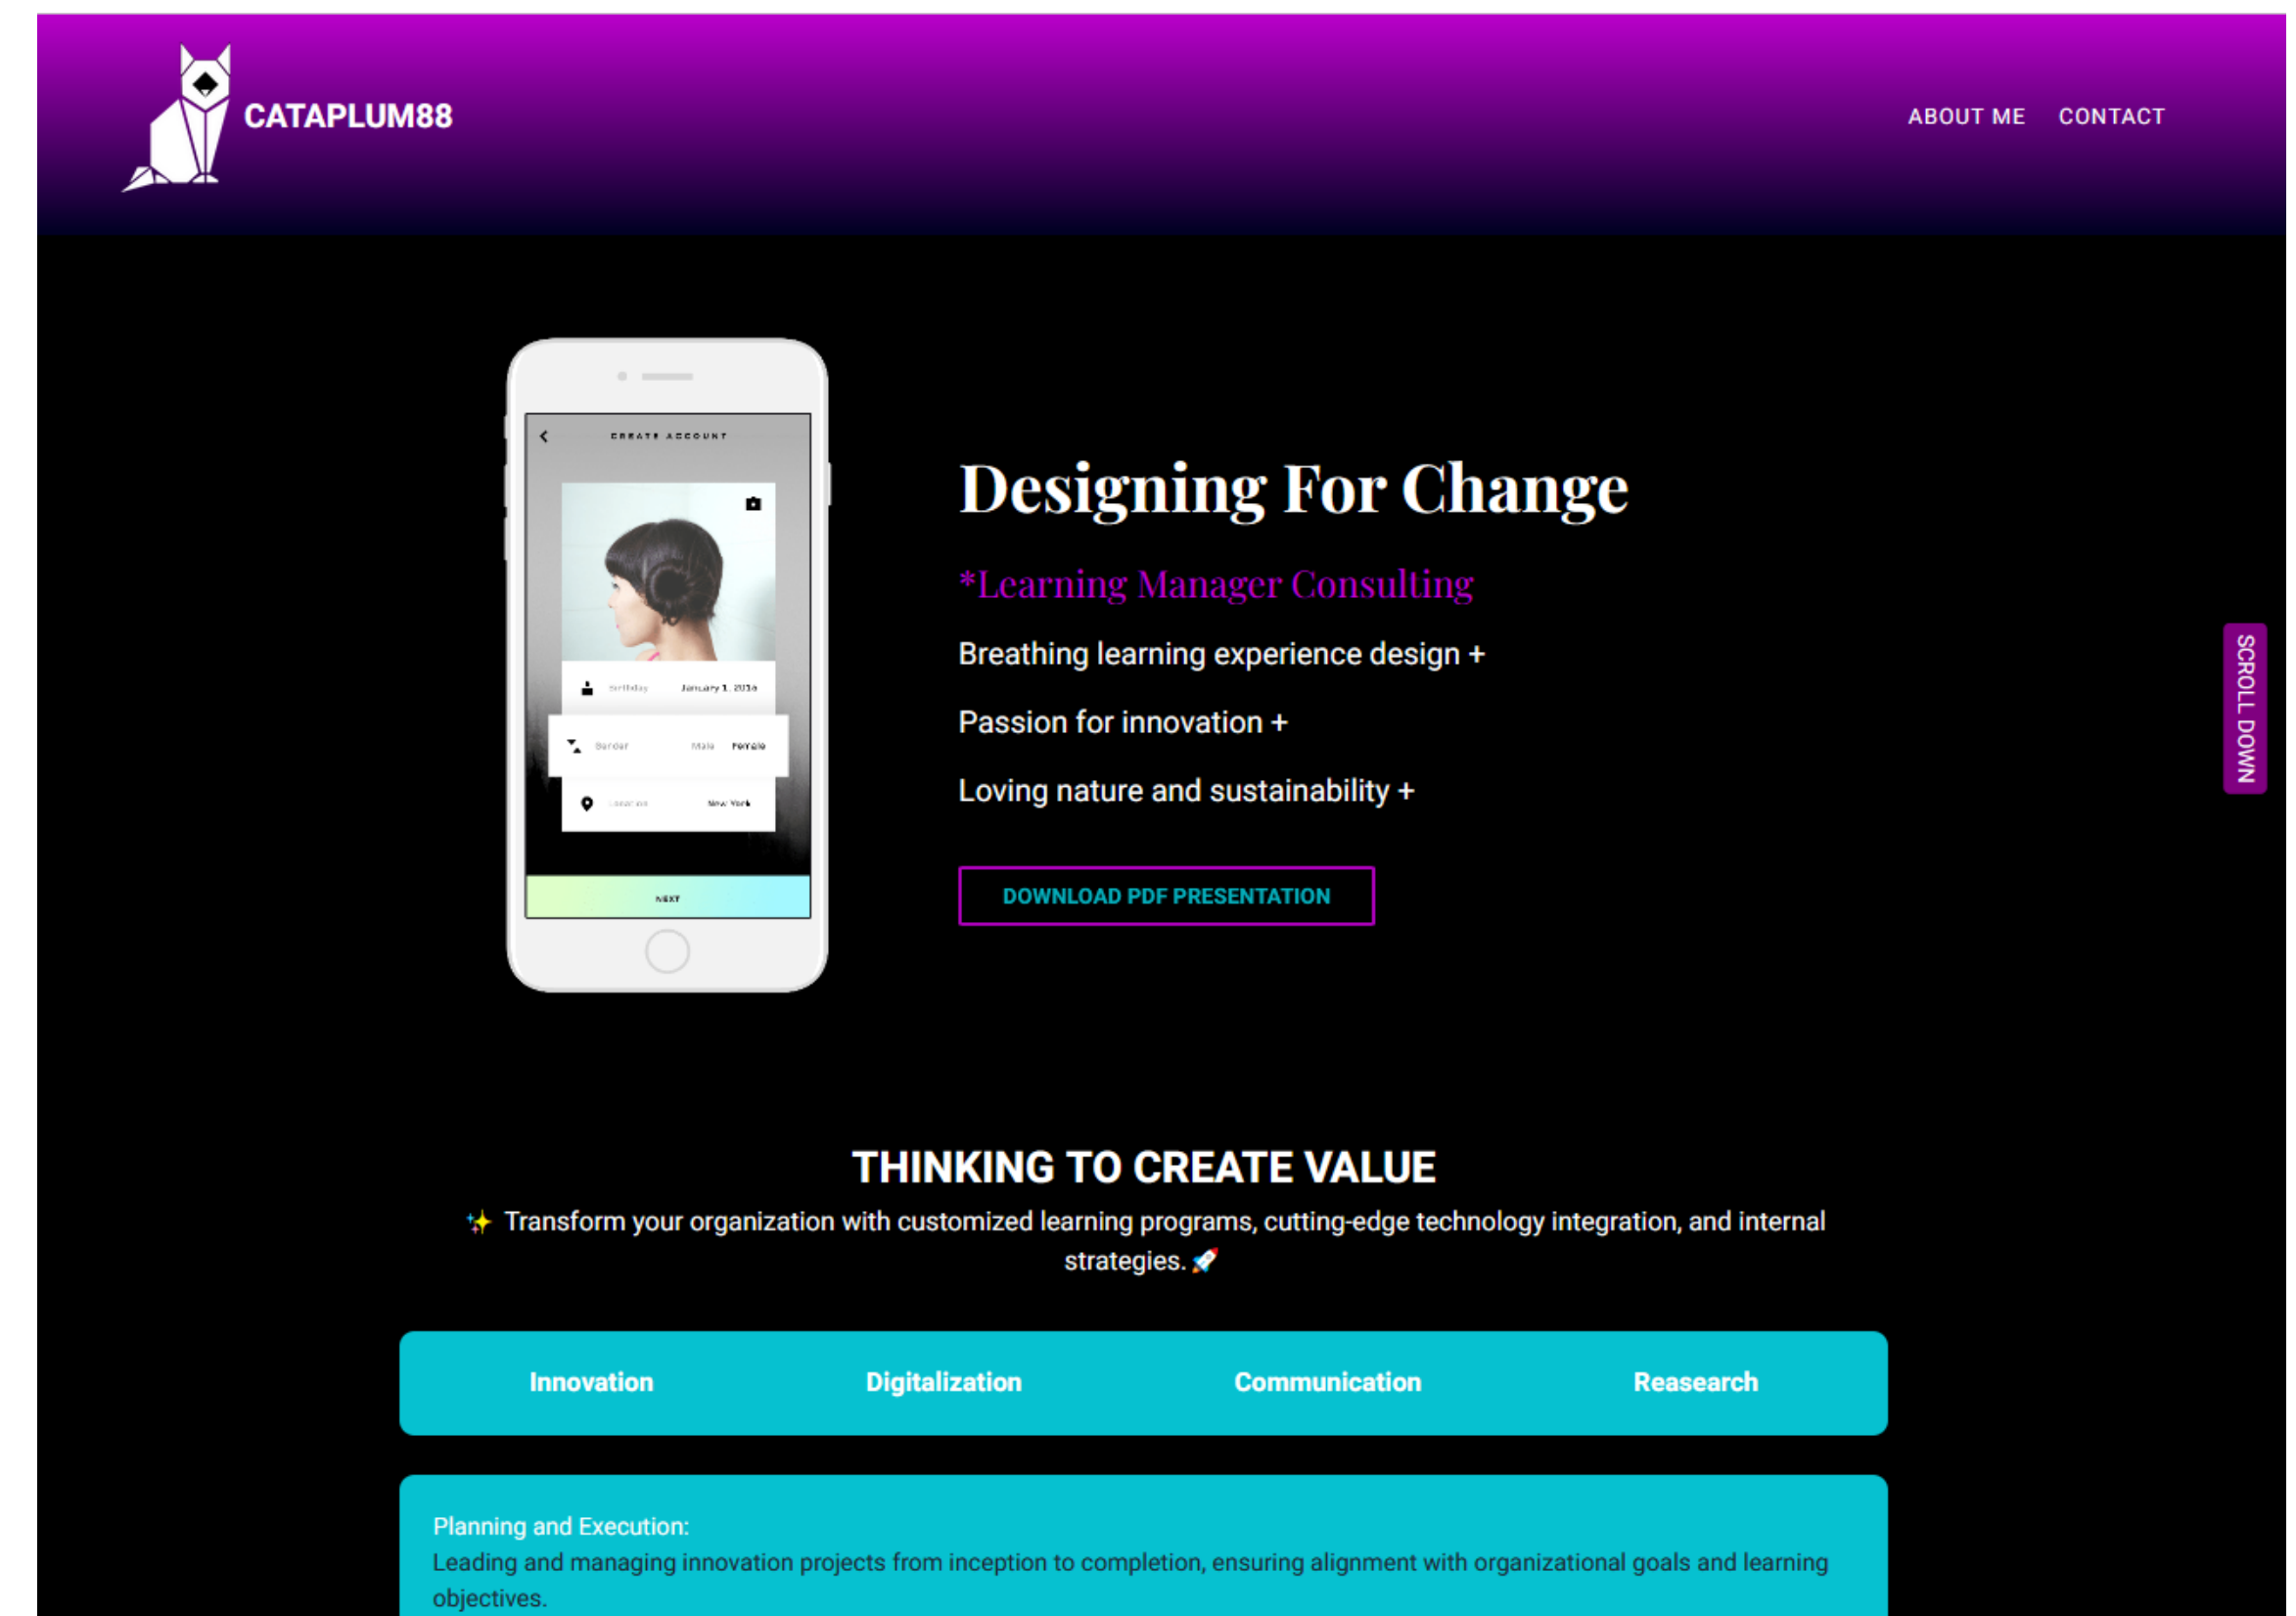 CATAPLUM88
ABOUT ME CONTACT
CREATE ACCOUNT
Birthday January 1, 2016
Gender Male Female
Location New York
NEXT
Designing For Change
*Learning Manager Consulting
Breathing learning experience design +
Passion for innovation +
Loving nature and sustainability +
DOWNLOAD PDF PRESENTATION
SCROLL DOWN
THINKING TO CREATE VALUE
✨ Transform your organization with customized learning programs, cutting-edge technology integration, and internal
strategies. 🚀
Innovation Digitalization Communication Reasearch
Planning and Execution:
Leading and managing innovation projects from inception to completion, ensuring alignment with organizational goals and learning
objectives.